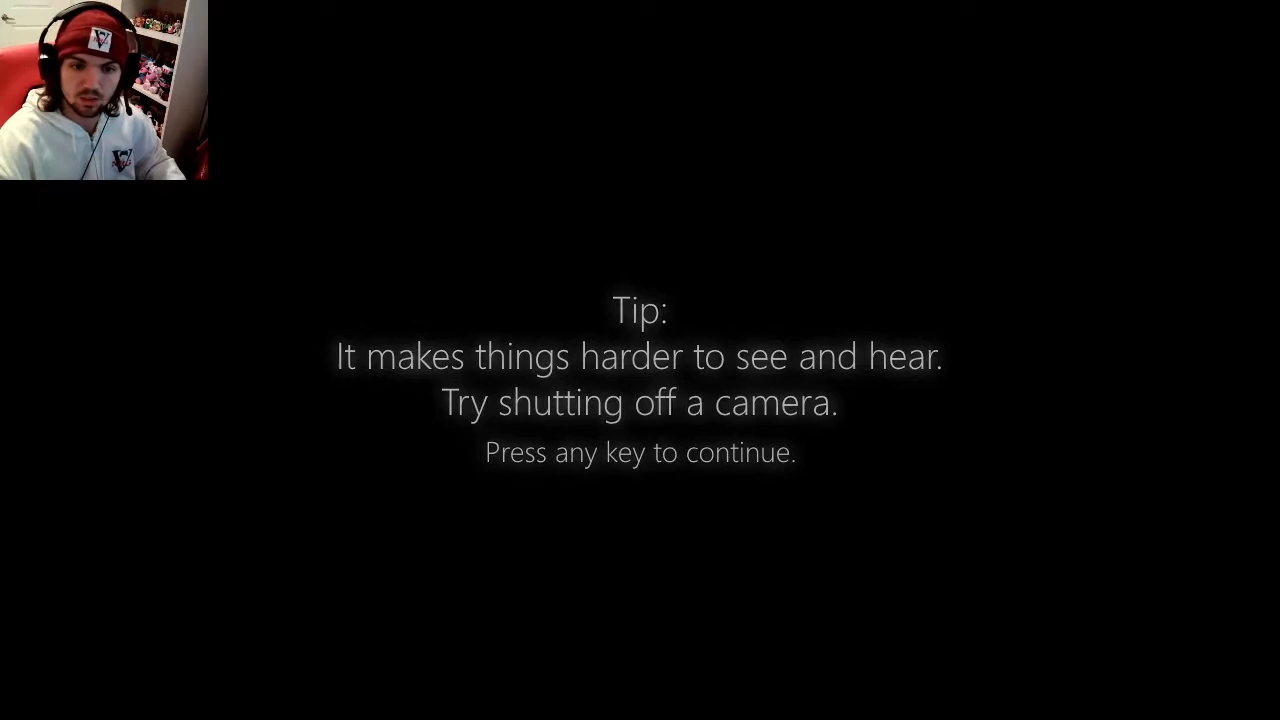 Tip:
It makes things harder to see and hear.
Try shutting off a camera.
Press any key to continue.